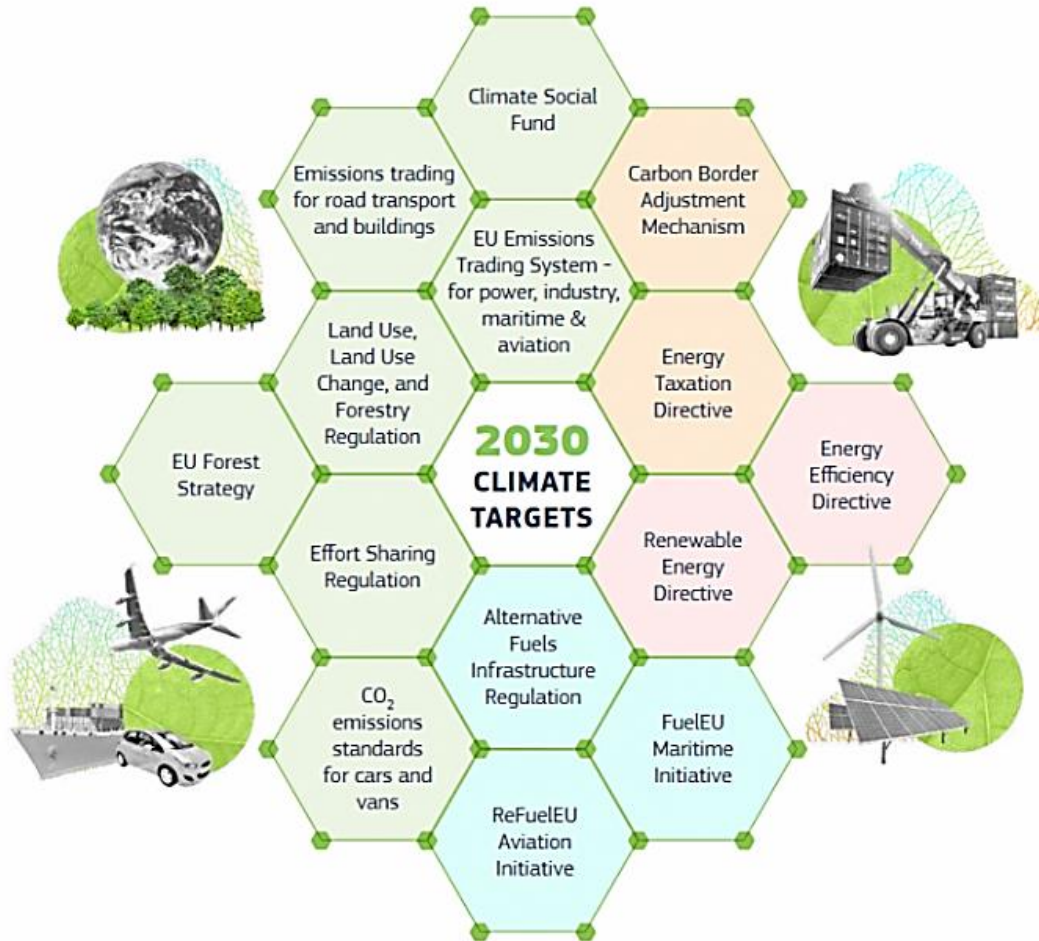 Climate Social
Fund
Emissions trading
for road transport
and buildings
Carbon Border
Adjustment
Mechanism
EU Emissions
Trading System -
for power, industry,
maritime &
aviation
Land Use,
Land Use
Change, and
Forestry
Regulation
Energy
Taxation
Directive
2030
CLIMATE
TARGETS
EU Forest
Strategy
Energy
Efficiency
Directive
Effort Sharing
Regulation
Renewable
Energy
Directive
Alternative
Fuels
Infrastructure
Regulation
CO₂
emissions
standards
for cars and
vans
FuelEU
Maritime
Initiative
ReFuelEU
Aviation
Initiative